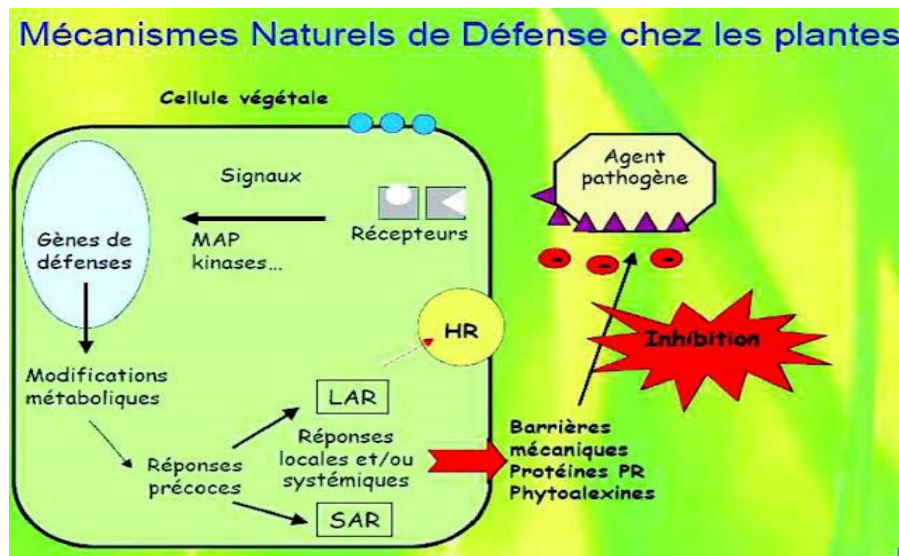 Mécanismes Naturels de Défense chez les plantes
Cellule végétale
Agent
pathogène
Signaux
Récepteurs
MAP
kinases...
Gènes de
défenses
HR
Inhibition
Modifications
métaboliques
LAR
Réponses
locales et/ou
systémiques
Réponses
précoces
SAR
Barrières
mécaniques
Protéines PR
Phytoalexines